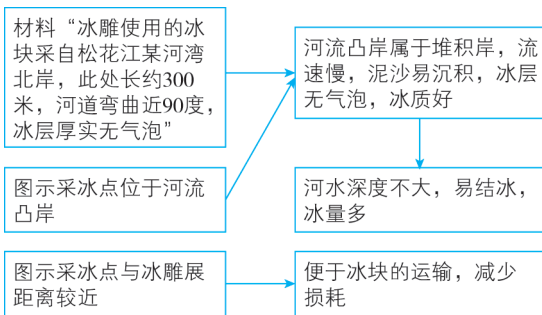 材料“冰雕使用的冰
块采自松花江某河湾
北岸，此处长约300
米，河道弯曲近90度，
冰层厚实无气泡”
河流凸岸属于堆积岸，流
速慢，泥沙易沉积，冰层
无气泡，冰质好
图示采冰点位于河流
凸岸
河水深度不大，易结冰，
冰量多
图示采冰点与冰雕展
距离较近
便于冰块的运输，减少
损耗